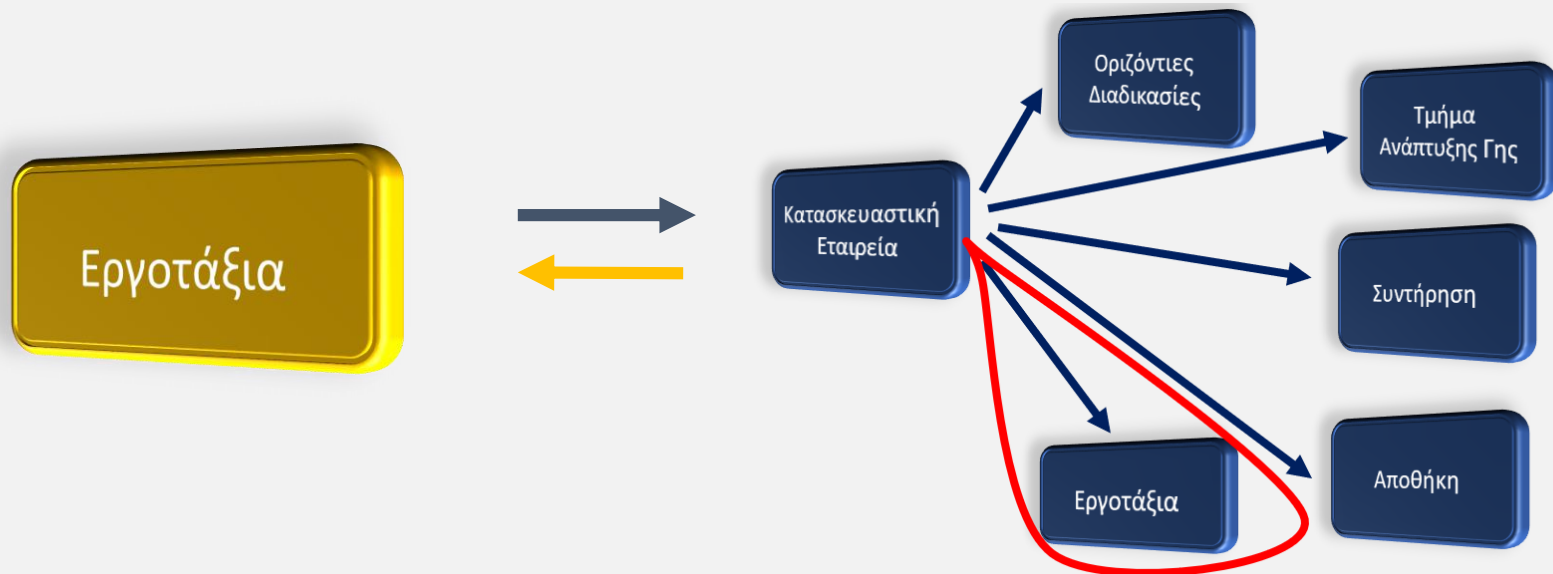 Εργοτάξια
Κατασκευαστική
Εταιρεία
Οριζόντιες
Διαδικασίες
Τμήμα
Ανάπτυξης Γης
Συντήρηση
Αποθήκη
Εργοτάξια